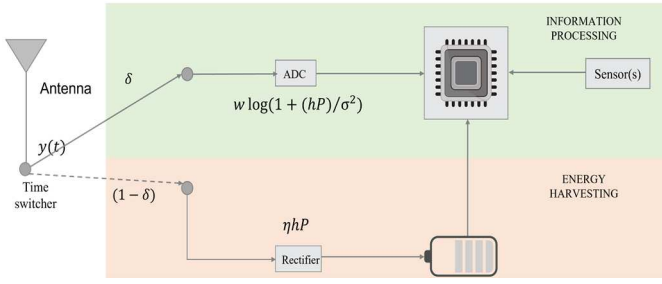 INFORMATION
PROCESSING
Antenna
δ
ADC
Sensor(s)
w log(1 + (hP)/σ²)
y(t)
Time
switcher
(1 − δ)
ENERGY
HARVESTING
ηhP
Rectifier